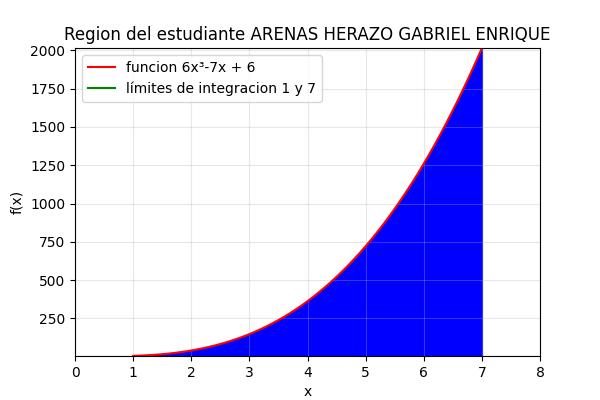 Region del estudiante ARENAS HERAZO GABRIEL ENRIQUE
funcion 6x³-7x + 6
límites de integracion 1 y 7
2000
1750
1500
1250
1000
750
500
250
f(x)
0 1 2 3 4 5 6 7 8
x